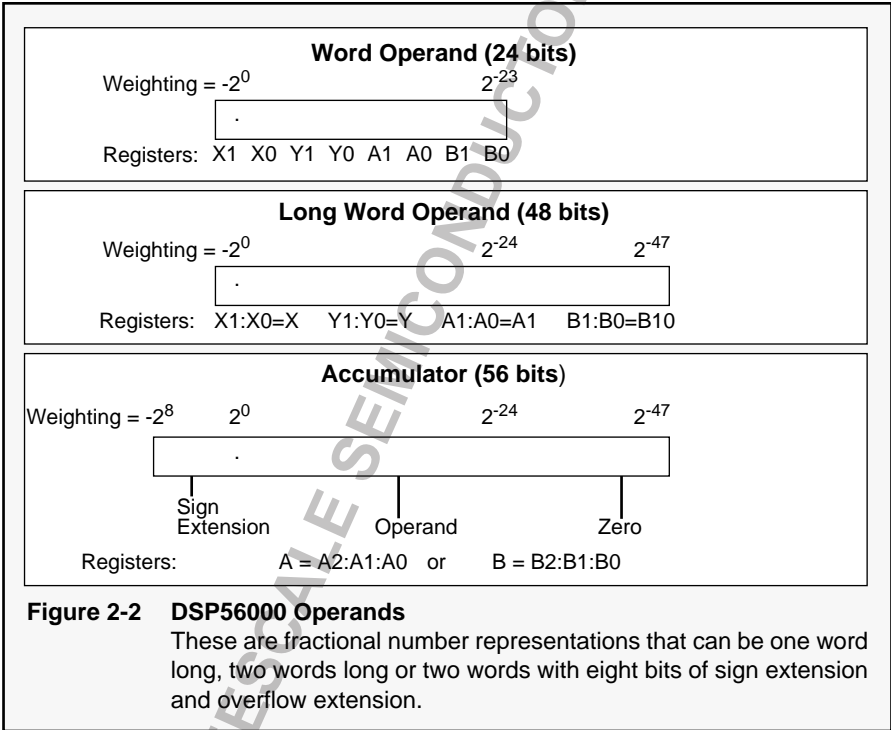 Word Operand (24 bits)
Weighting = -2^0 2^-23
.
Registers: X1 X0 Y1 Y0 A1 A0 B1 B0
Long Word Operand (48 bits)
Weighting = -2^0 2^-24 2^-47
.
Registers: X1:X0=X Y1:Y0=Y A1:A0=A1 B1:B0=B10
Accumulator (56 bits)
Weighting = -2^8 2^0 2^-24 2^-47
.
Sign
Extension Operand Zero
Registers: A = A2:A1:A0 or B = B2:B1:B0
Figure 2-2 DSP56000 Operands
These are fractional number representations that can be one word
long, two words long or two words with eight bits of sign extension
and overflow extension.
ESCALE SEMICONDUCTO